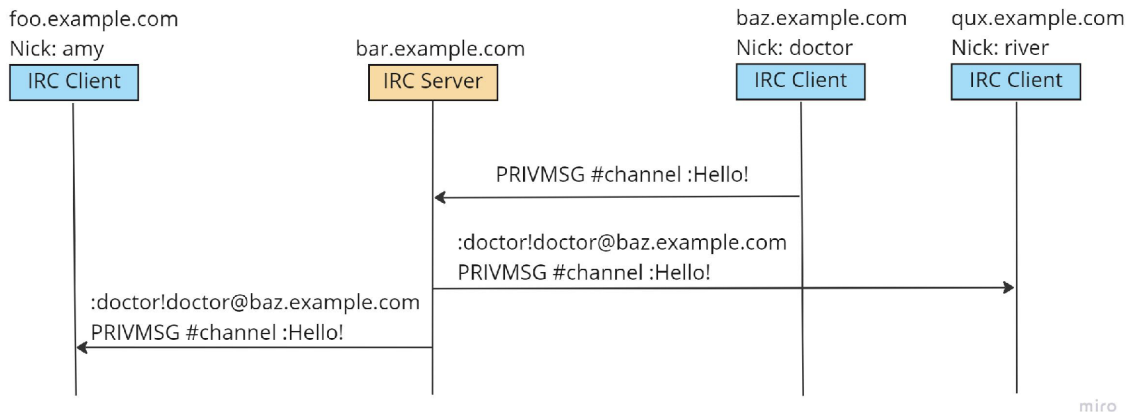 foo.example.com
Nick: amy
IRC Client
bar.example.com
IRC Server
baz.example.com
Nick: doctor
IRC Client
qux.example.com
Nick: river
IRC Client
PRIVMSG #channel :Hello!
:doctor!doctor@baz.example.com
PRIVMSG #channel :Hello!
:doctor!doctor@baz.example.com
PRIVMSG #channel :Hello!
miro